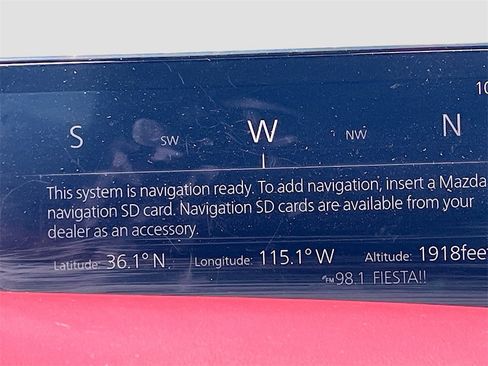 10
S SW W NW N
This system is navigation ready. To add navigation, insert a Mazda
navigation SD card. Navigation SD cards are available from your
dealer as an accessory.
Latitude: 36.1° N Longitude: 115.1° W Altitude: 1918feet
FM 98.1 FIESTA!!